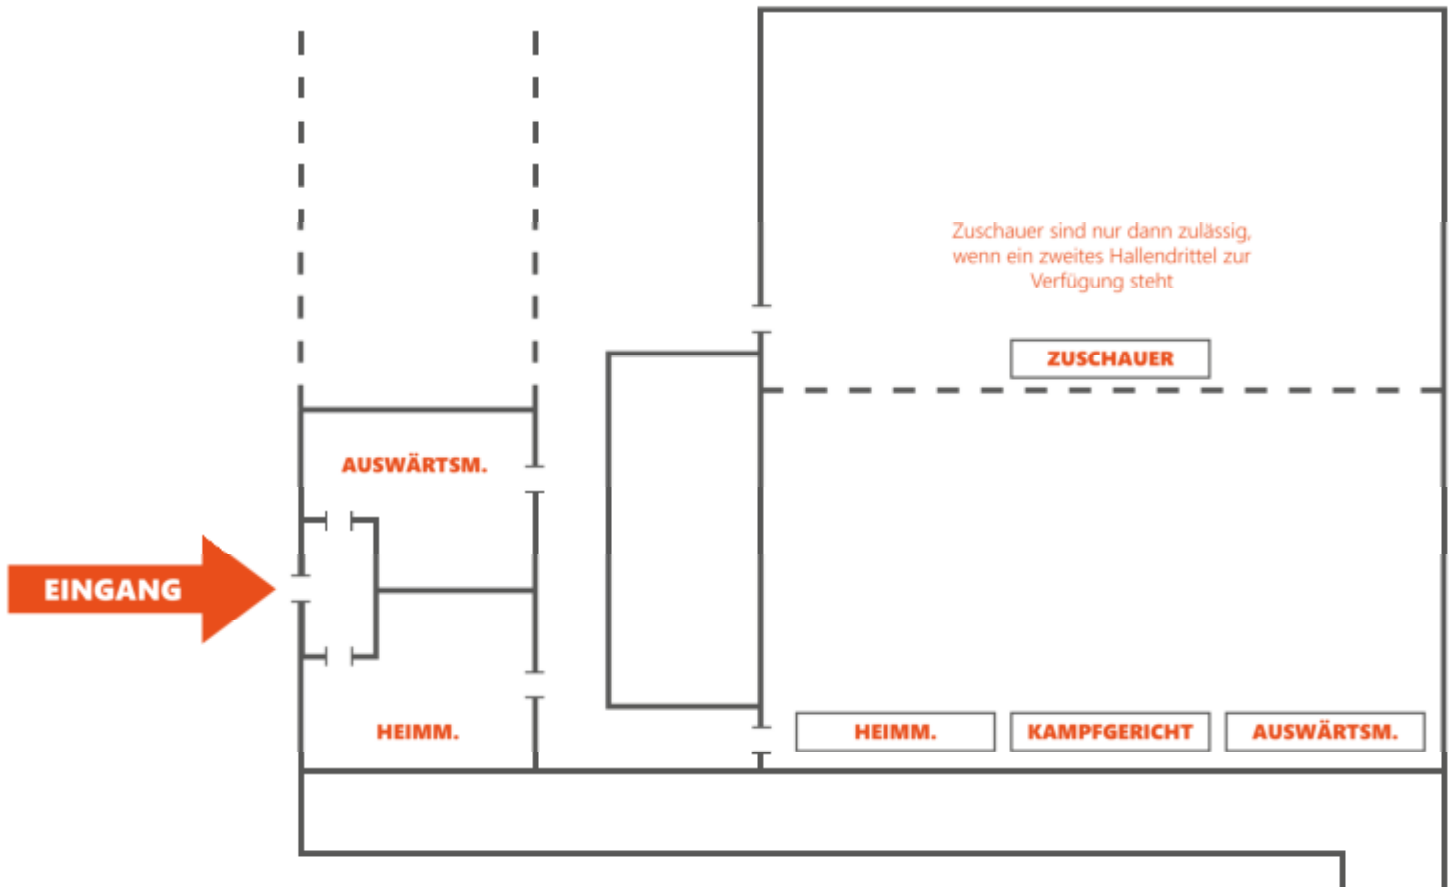 Zuschauer sind nur dann zulässig,
wenn ein zweites Hallendrittel zur
Verfügung steht
ZUSCHAUER
AUSWÄRTSM.
EINGANG
HEIMM.
HEIMM.
KAMPFGERICHT
AUSWÄRTSM.